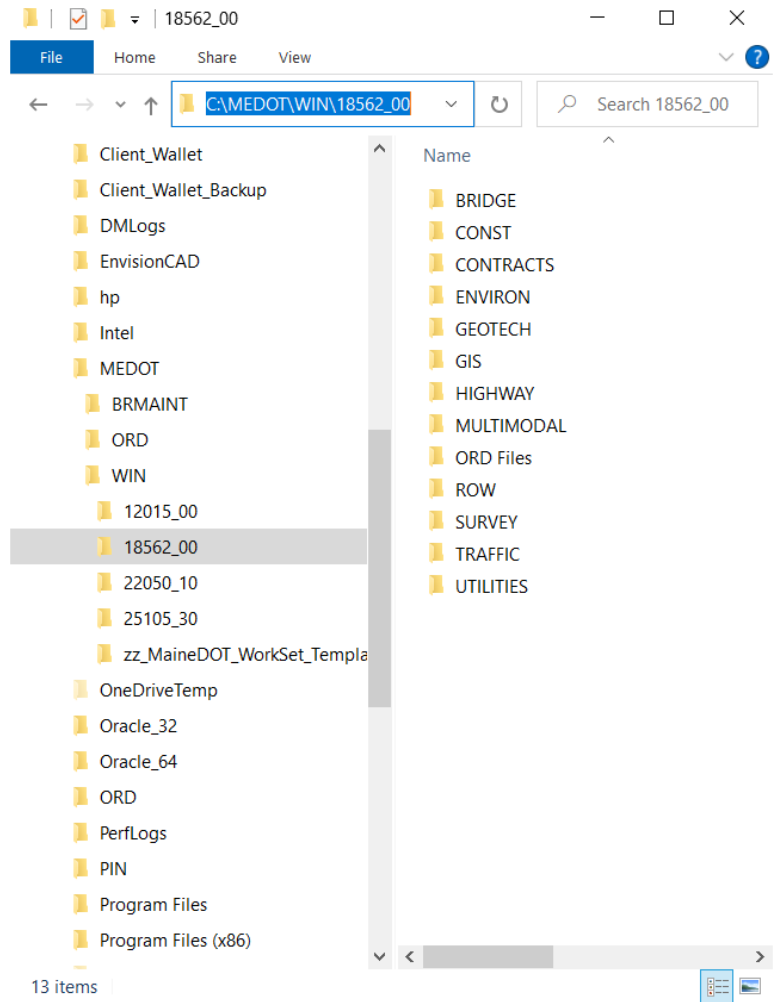 18562_00
File Home Share View
?
C:\MEDOT\WIN\18562_00
Search 18562_00
Client_Wallet
Client_Wallet_Backup
DMLogs
EnvisionCAD
hp
Intel
MEDOT
BRMAINT
ORD
WIN
12015_00
18562_00
22050_10
25105_30
zz_MaineDOT_WorkSet_Templa
OneDriveTemp
Oracle_32
Oracle_64
ORD
PerfLogs
PIN
Program Files
Program Files (x86)
Name
BRIDGE
CONST
CONTRACTS
ENVIRON
GEOTECH
GIS
HIGHWAY
MULTIMODAL
ORD Files
ROW
SURVEY
TRAFFIC
UTILITIES
13 items